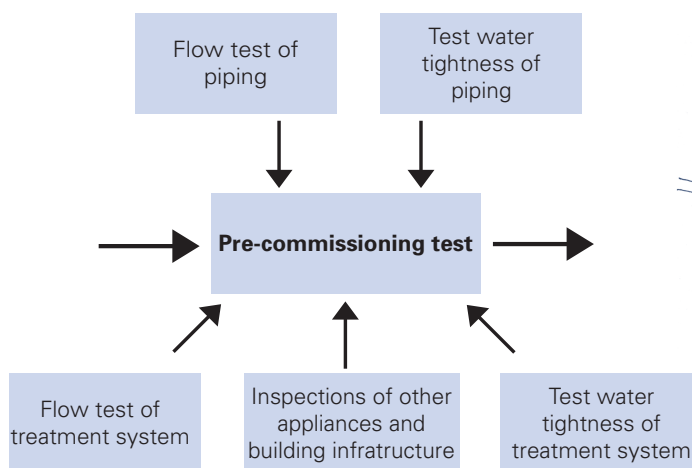 Flow test of
piping
Test water
tightness of
piping
Pre-commissioning test
Flow test of
treatment system
Inspections of other
appliances and
building infratructure
Test water
tightness of
treatment system